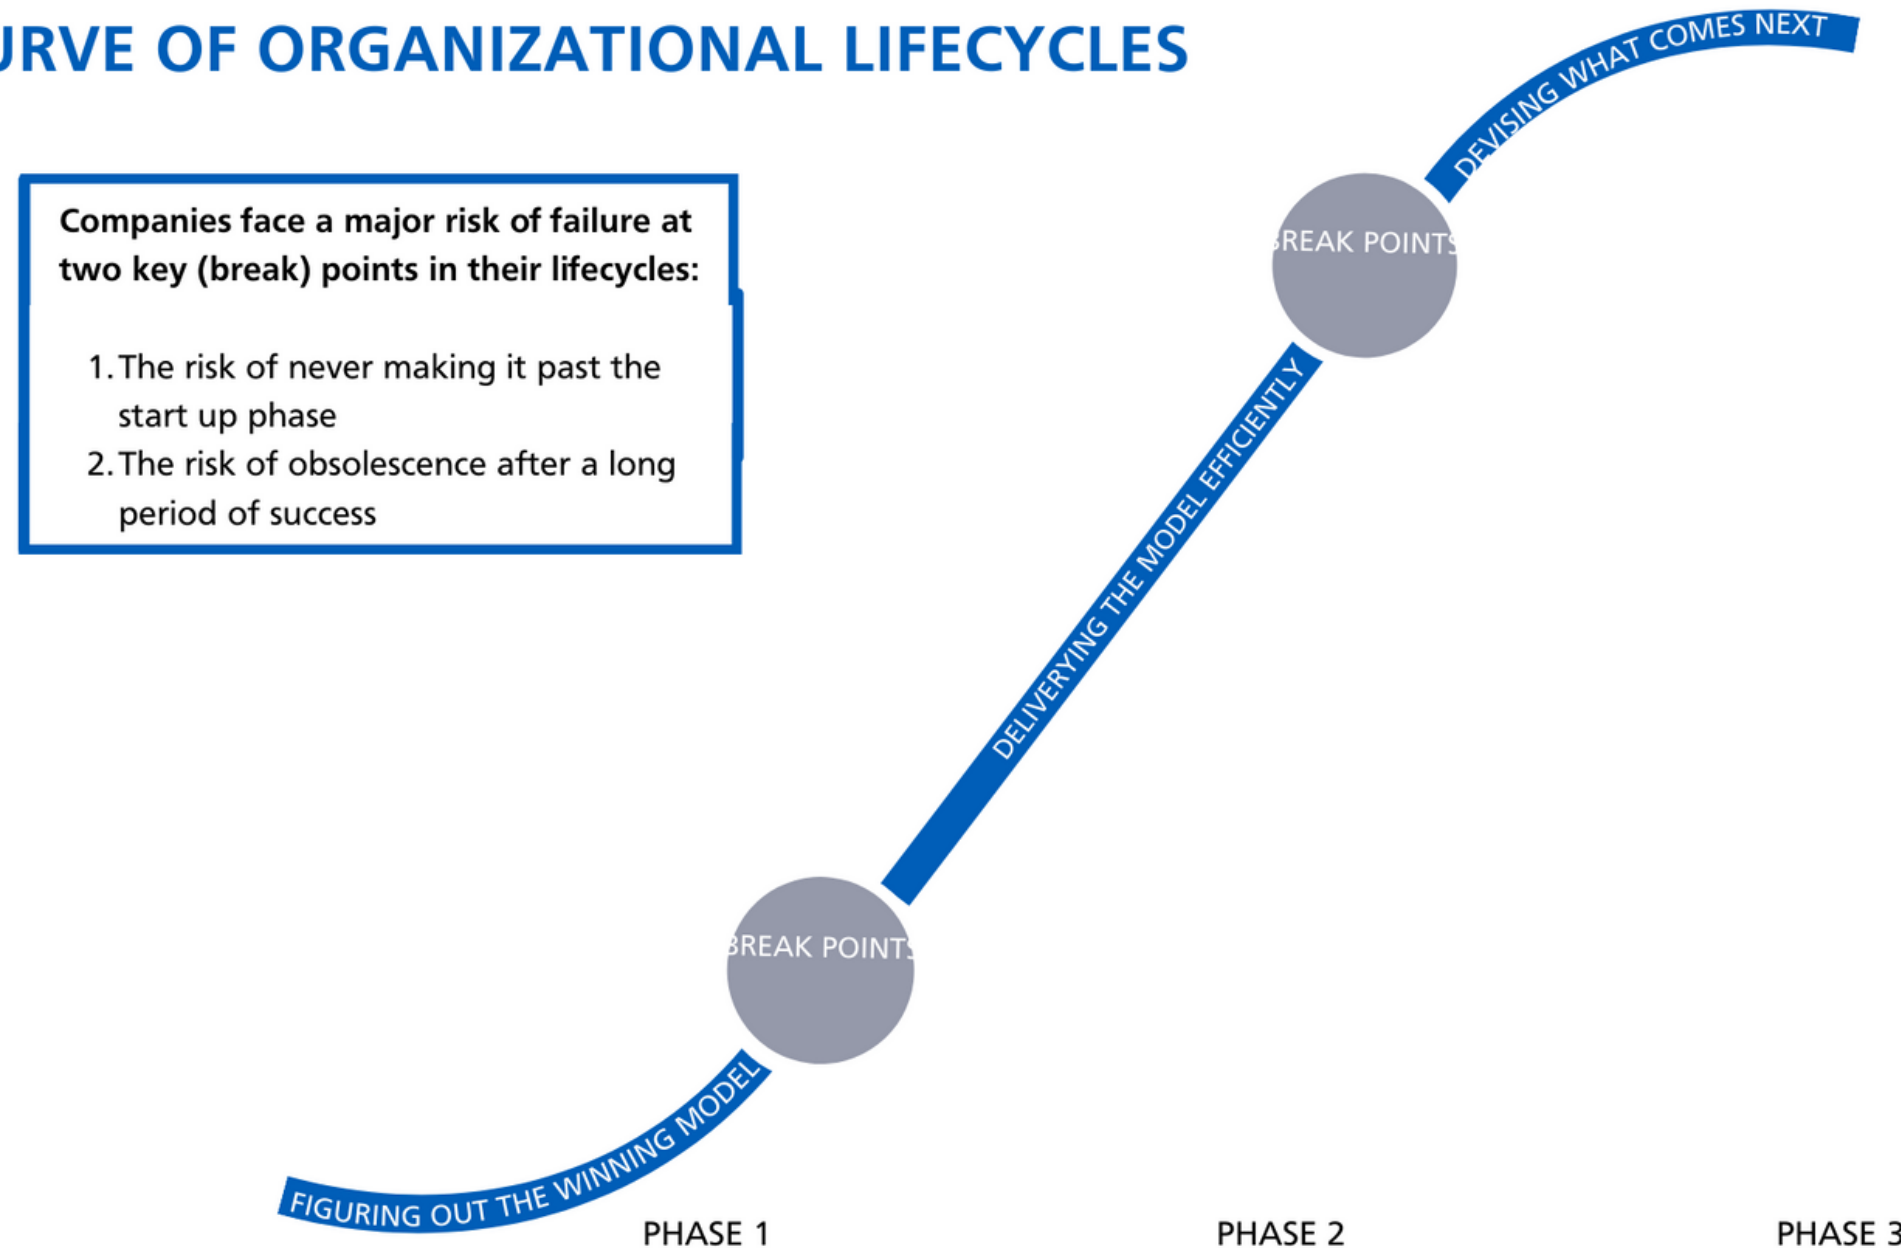 URVE OF ORGANIZATIONAL LIFECYCLES
DEVISING WHAT COMES NEXT
Companies face a major risk of failure at
two key (break) points in their lifecycles:
BREAK POINTS
1. The risk of never making it past the
start up phase
2. The risk of obsolescence after a long
period of success
DELIVERYING THE MODEL EFFICIENTLY
BREAK POINTS
FIGURING OUT THE WINNING MODEL
PHASE 1
PHASE 2
PHASE 3